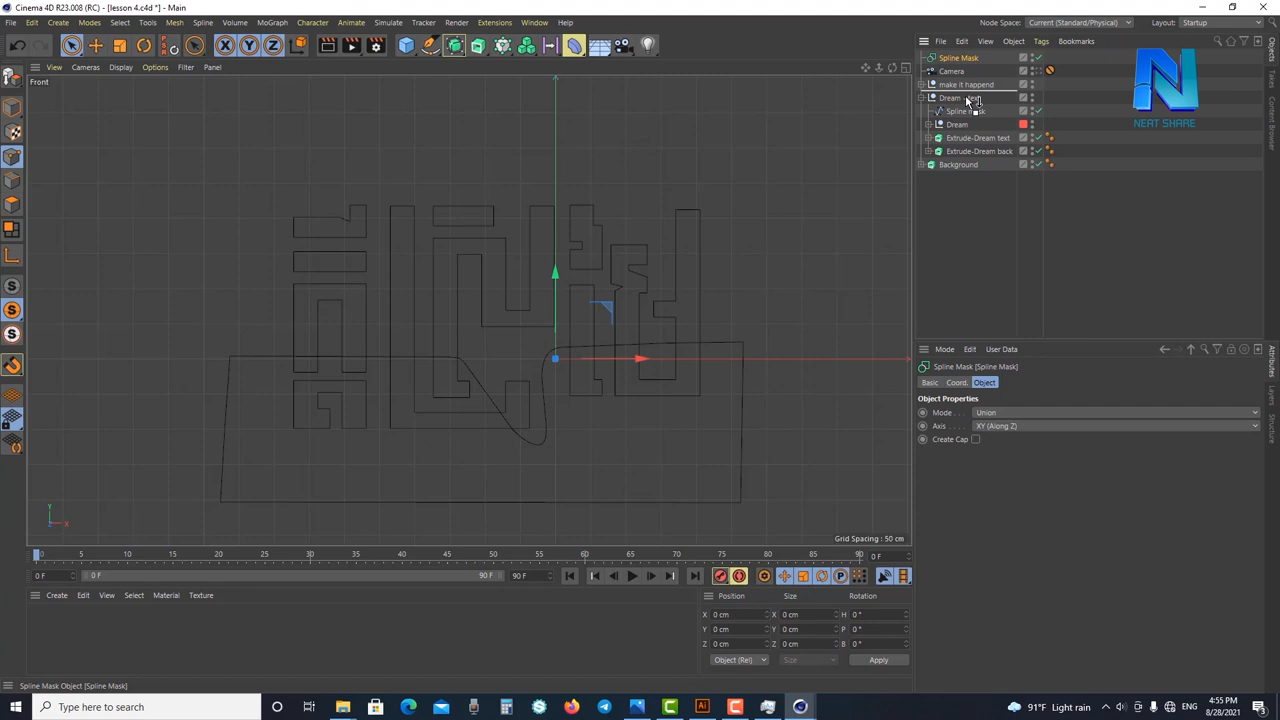 Cinema 4D R23.008 (RC) - [lesson 4.c4d *] - Main
File Edit Create Modes Select Tools Mesh Spline Volume MoGraph Character Animate Simulate Tracker Render Extensions Window Help
Node Space: Current (Standard/Physical) Layout: Startup
View Cameras Display Options Filter Panel
Front
Grid Spacing : 50 cm
File Edit View Object Tags Bookmarks
Spline Mask
Camera
make it happend
Dream
Dream
Extrude-Dream text
Extrude-Dream back
Background
NEAT SHARE
Objects
Takes
Content Browser
Attributes
Layers
Structure
Mode Edit User Data
Spline Mask [Spline Mask]
Basic Coord. Object
Object Properties
Mode . . . Union
Axis . . . . XY (Along Z)
Create Cap
Y
Z X
0 5 10 15 20 25 30 35 40 45 50 55 60 65 70 75 80 85 90 0 F
0 F 0 F 90 F 90 F
Create Edit View Select Material Texture
Position Size Rotation
X 0 cm X 0 cm H 0 °
Y 0 cm Y 0 cm P 0 °
Z 0 cm Z 0 cm B 0 °
Object (Rel) Size Apply
Spline Mask Object [Spline Mask]
Type here to search
91°F Light rain
ENG
4:55 PM
8/28/2021